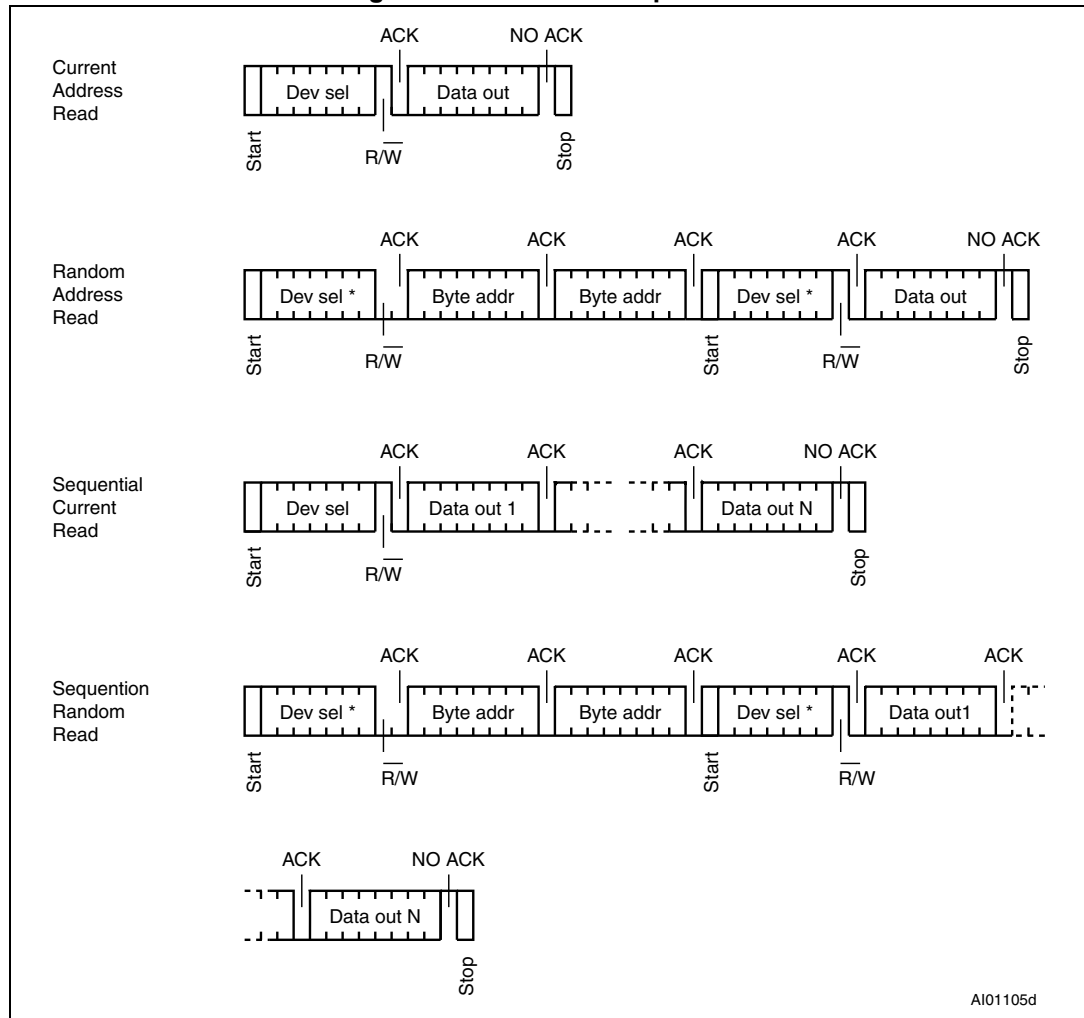 ACK NO ACK
Current
Address
Read
Dev sel Data out
Start R/W Stop
ACK ACK ACK ACK NO ACK
Random
Address
Read
Dev sel * Byte addr Byte addr Dev sel * Data out
Start R/W Start R/W Stop
ACK ACK ACK NO ACK
Sequential
Current
Read
Dev sel Data out 1 Data out N
Start R/W Stop
ACK ACK ACK ACK ACK
Sequention
Random
Read
Dev sel * Byte addr Byte addr Dev sel * Data out1
Start R/W Start R/W
ACK NO ACK
Data out N
Stop
AI01105d